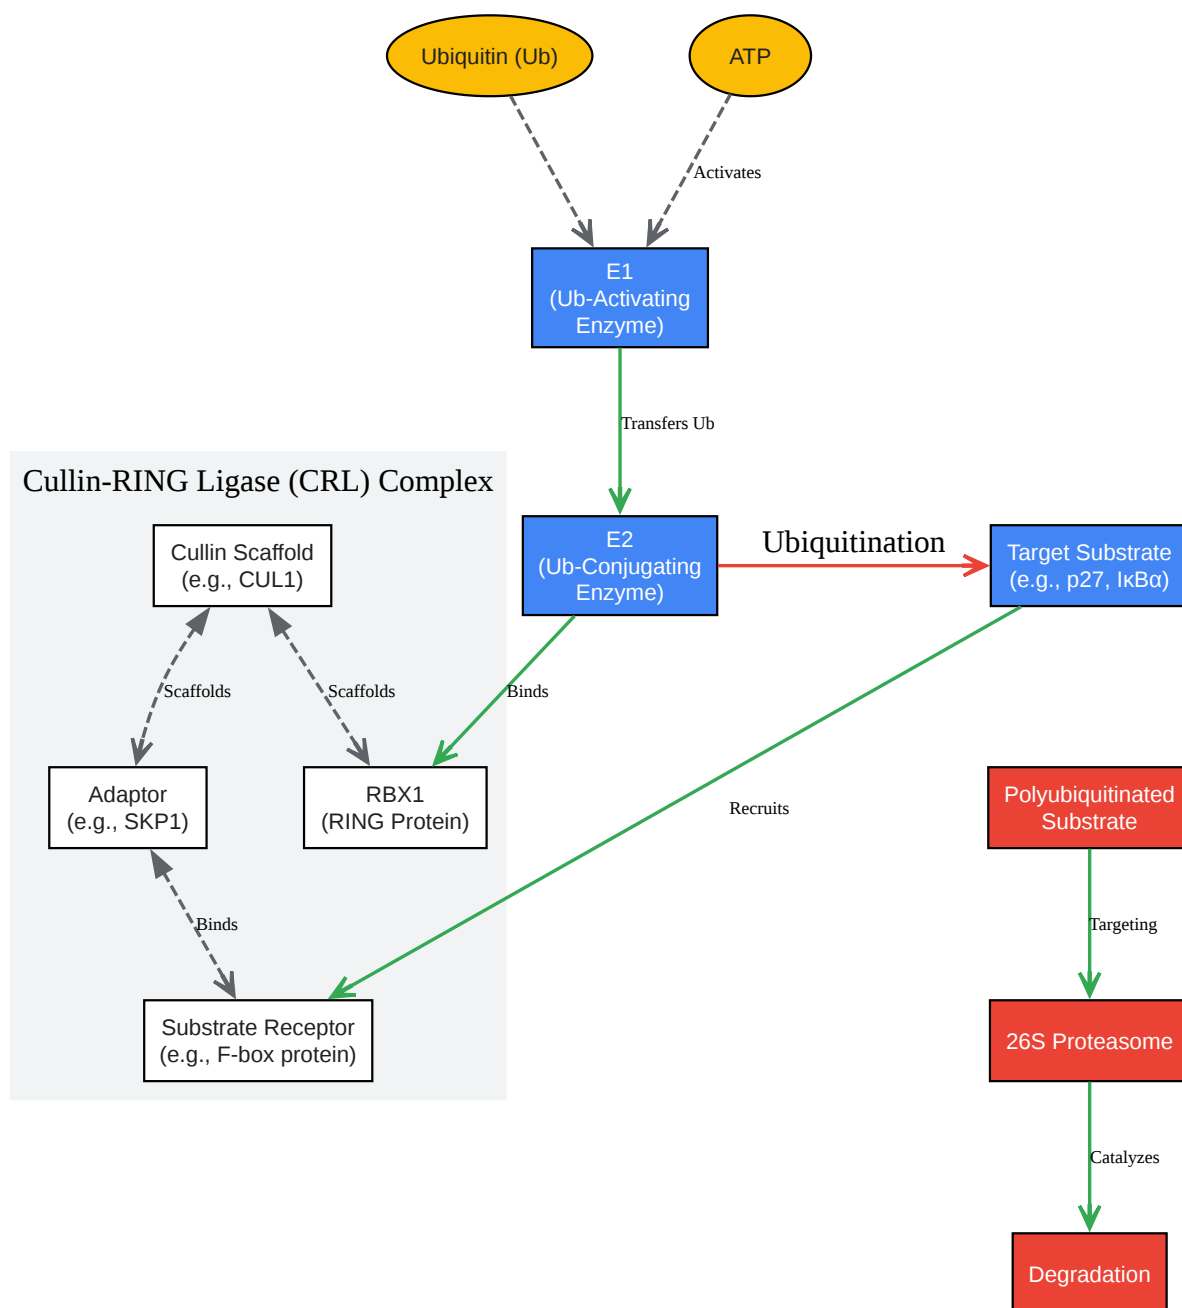 Ubiquitin (Ub)
ATP
Activates
E1
(Ub-Activating
Enzyme)
Transfers Ub
Cullin-RING Ligase (CRL) Complex
Cullin Scaffold
(e.g., CUL1)
E2
(Ub-Conjugating
Enzyme)
Ubiquitination
Target Substrate
(e.g., p27, IκBα)
Scaffolds
Scaffolds
Binds
Adaptor
(e.g., SKP1)
RBX1
(RING Protein)
Recruits
Polyubiquitinated
Substrate
Binds
Targeting
Substrate Receptor
(e.g., F-box protein)
26S Proteasome
Catalyzes
Degradation